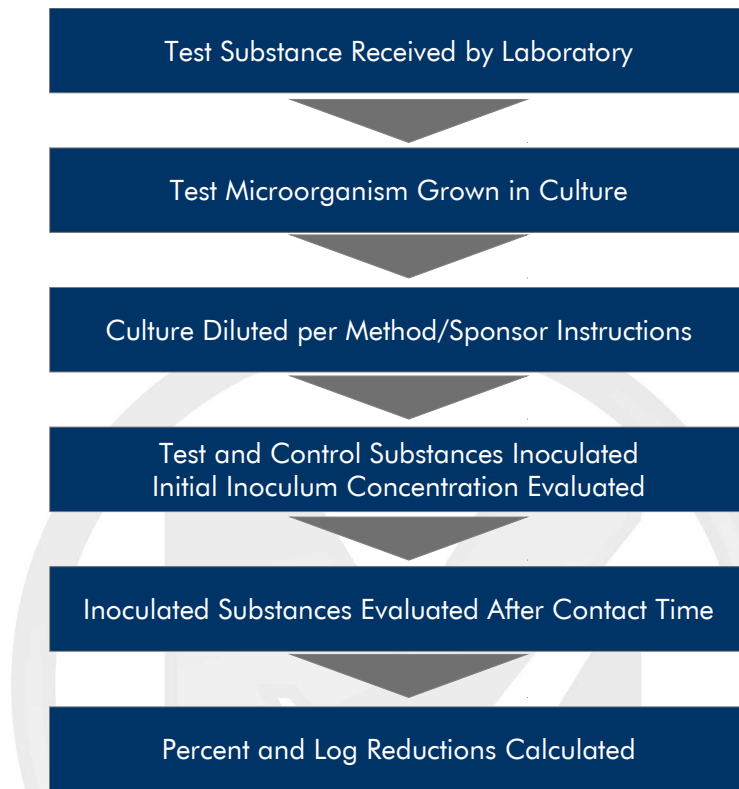 Test Substance Received by Laboratory
Test Microorganism Grown in Culture
Culture Diluted per Method/Sponsor Instructions
Test and Control Substances Inoculated
Initial Inoculum Concentration Evaluated
Inoculated Substances Evaluated After Contact Time
Percent and Log Reductions Calculated